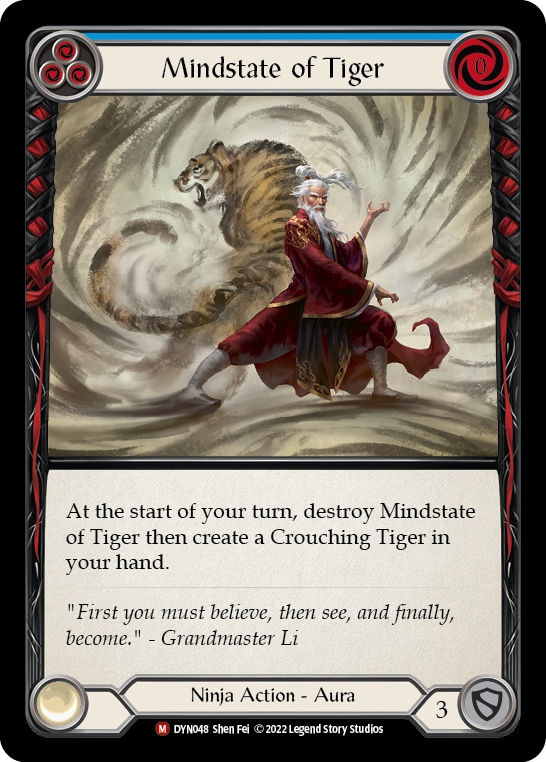 Mindstate of Tiger
0
At the start of your turn, destroy Mindstate
of Tiger then create a Crouching Tiger in
your hand.
"First you must believe, then see, and finally,
become." - Grandmaster Li
Ninja Action - Aura
3
M DYN048 Shen Fei © 2022 Legend Story Studios